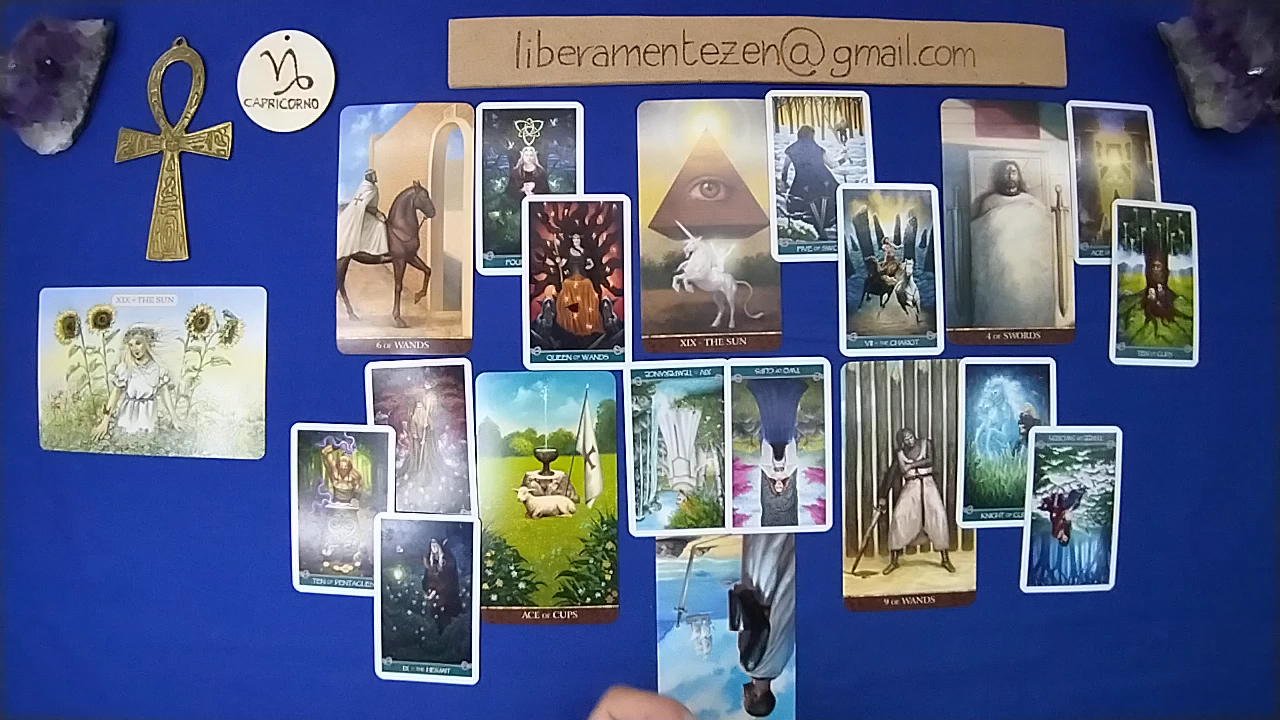 liberamentezen@gmail.com
CAPRICORNO
XIX - THE SUN
6 OF WANDS
QUEEN OF WANDS
XIX - THE SUN
FIVE OF
VII - THE CHARIOT
4 OF SWORDS
TEN OF CUPS
TEN OF PENTACLES
IX - THE HERMIT
ACE OF CUPS
XIV - TEMPERANCE
TWO OF CUPS
9 OF WANDS
KNIGHT OF
THREE OF SWORDS